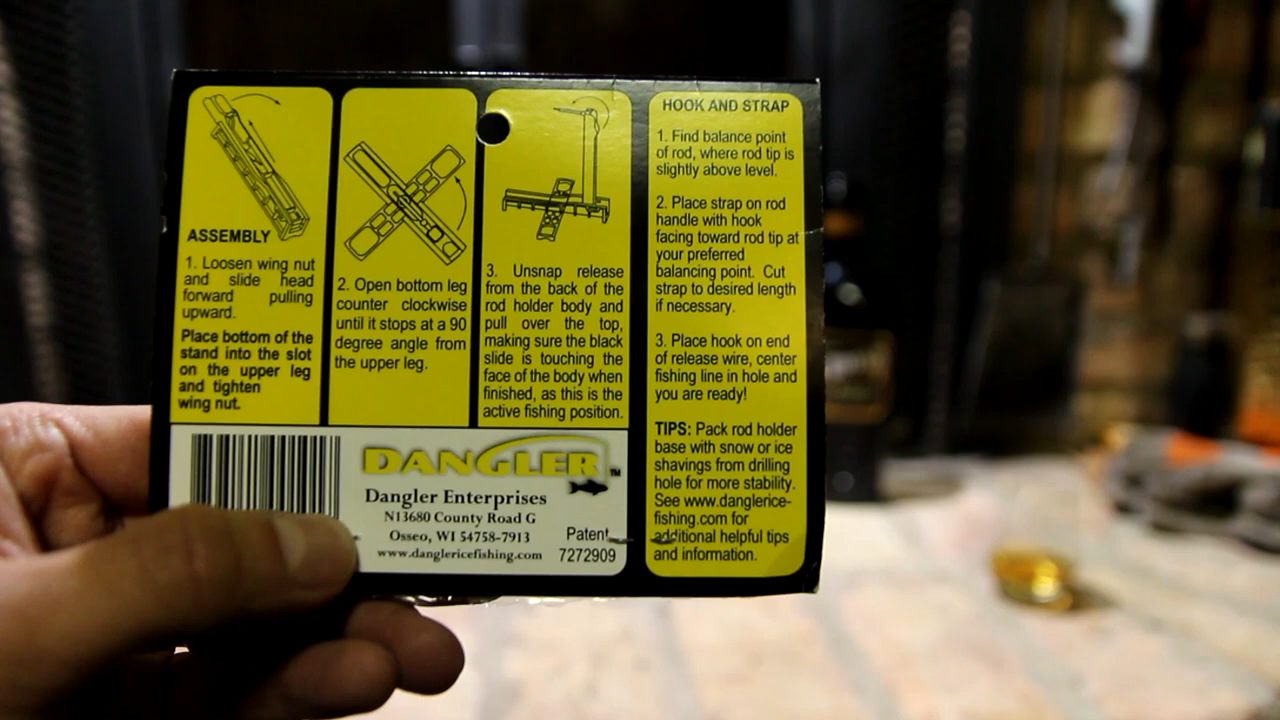 ASSEMBLY
1. Loosen wing nut
and slide head
forward pulling
upward.
Place bottom of the
stand into the slot
on the upper leg
and tighten
wing nut.
2. Open bottom leg
counter clockwise
until it stops at a 90
degree angle from
the upper leg.
3. Unsnap release
from the back of the
rod holder body and
pull over the top,
making sure the black
slide is touching the
face of the body when
finished, as this is the
active fishing position.
HOOK AND STRAP
1. Find balance point
of rod, where rod tip is
slightly above level.
2. Place strap on rod
handle with hook
facing toward rod tip at
your preferred
balancing point. Cut
strap to desired length
if necessary.
3. Place hook on end
of release wire, center
fishing line in hole and
you are ready!
TIPS: Pack rod holder
base with snow or ice
shavings from drilling
hole for more stability.
See www.danglerice-
fishing.com for
additional helpful tips
and information.
DANGLER™
Dangler Enterprises
N13680 County Road G
Osseo, WI 54758-7913
www.danglericefishing.com
Patent
7272909